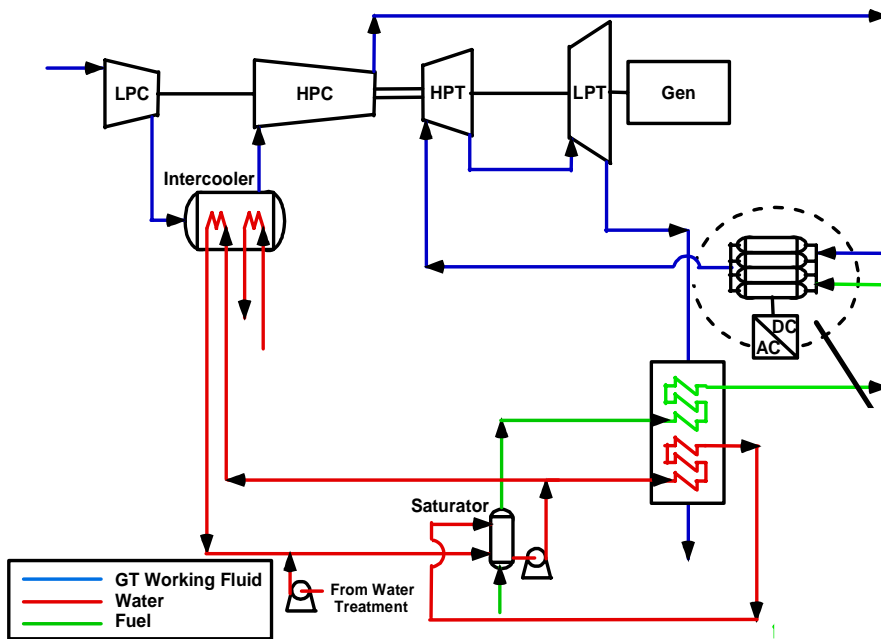 LPC
HPC
HPT
LPT
Gen
Intercooler
DC
AC
Saturator
GT Working Fluid
Water
Fuel
From Water
Treatment